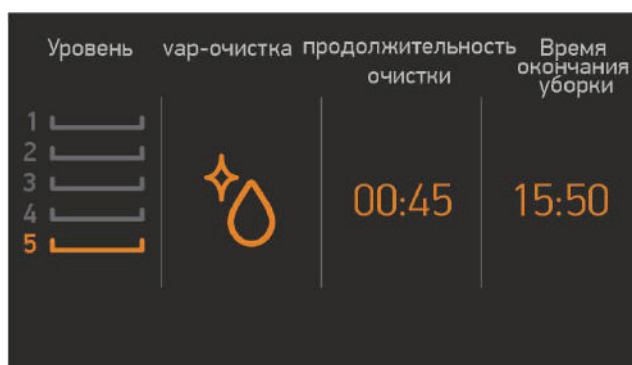 Уровень
vap-очистка
продолжительность
очистки
Время
окончания
уборки
1
2
3
4
5
00:45
15:50